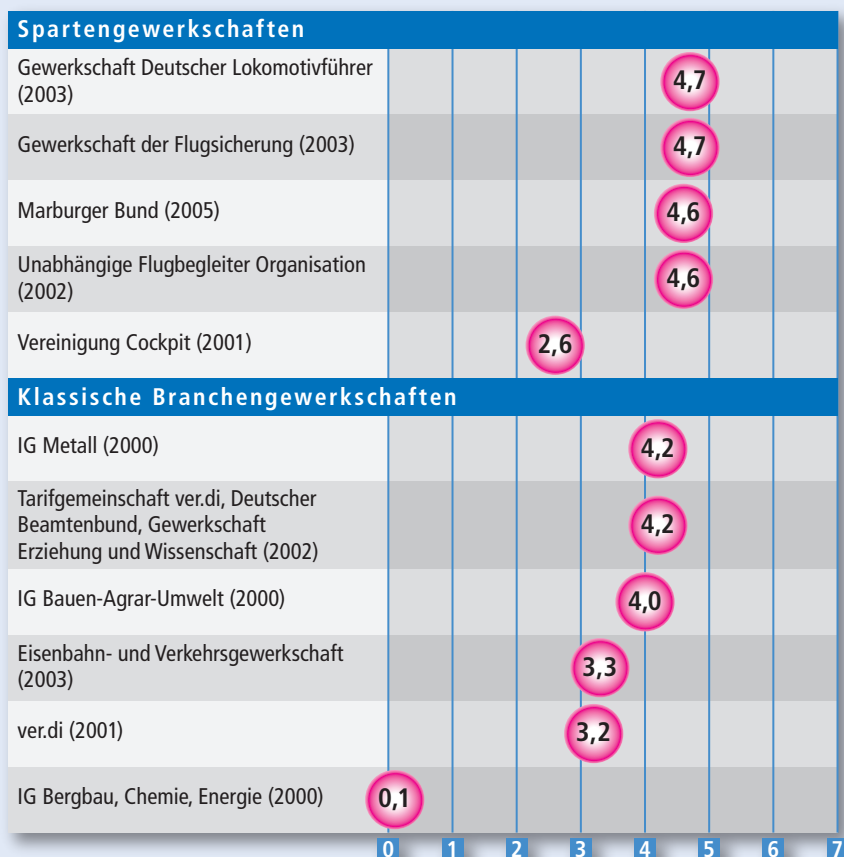 Spartengewerkschaften
Gewerkschaft Deutscher Lokomotivführer
(2003)
4,7
Gewerkschaft der Flugsicherung (2003)
4,7
Marburger Bund (2005)
4,6
Unabhängige Flugbegleiter Organisation
(2002)
4,6
Vereinigung Cockpit (2001)
2,6
Klassische Branchengewerkschaften
IG Metall (2000)
4,2
Tarifgemeinschaft ver.di, Deutscher
Beamtenbund, Gewerkschaft
Erziehung und Wissenschaft (2002)
4,2
IG Bauen-Agrar-Umwelt (2000)
4,0
Eisenbahn- und Verkehrsgewerkschaft
(2003)
3,3
ver.di (2001)
3,2
IG Bergbau, Chemie, Energie (2000)
0,1
0 1 2 3 4 5 6 7